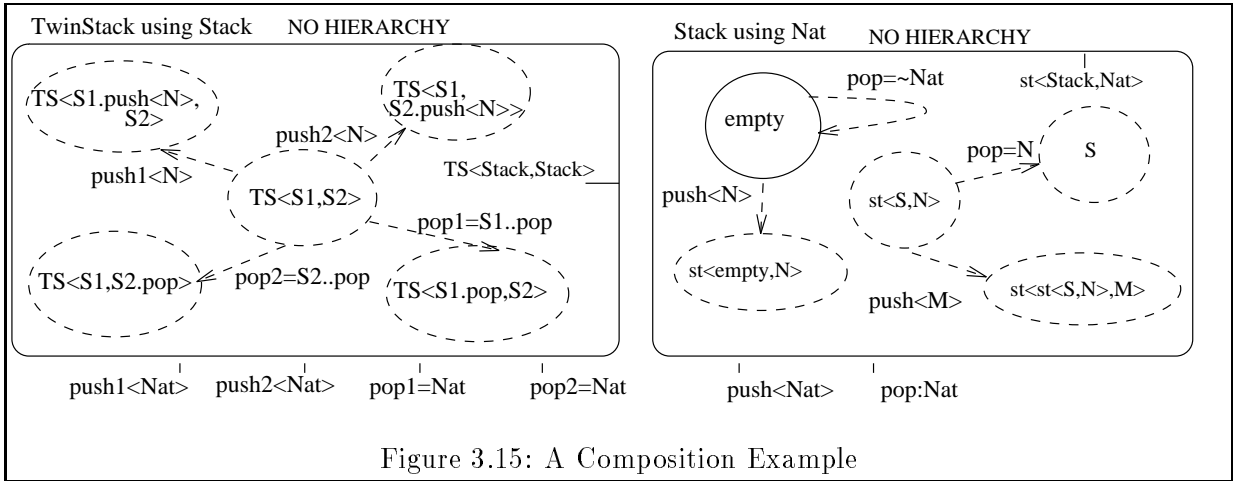 TwinStack using Stack NO HIERARCHY
TS<S1.push<N>,
S2>
TS<S1,
S2.push<N>>
push2<N>
push1<N>
TS<Stack,Stack>
TS<S1,S2>
pop1=S1..pop
TS<S1,S2.pop>
pop2=S2..pop
TS<S1.pop,S2>
push1<Nat> push2<Nat> pop1=Nat pop2=Nat
Stack using Nat NO HIERARCHY
st<Stack,Nat>
pop=~Nat
empty
pop=N
S
push<N>
st<S,N>
st<empty,N>
push<M>
st<st<S,N>,M>
push<Nat> pop:Nat
Figure 3.15: A Composition Example